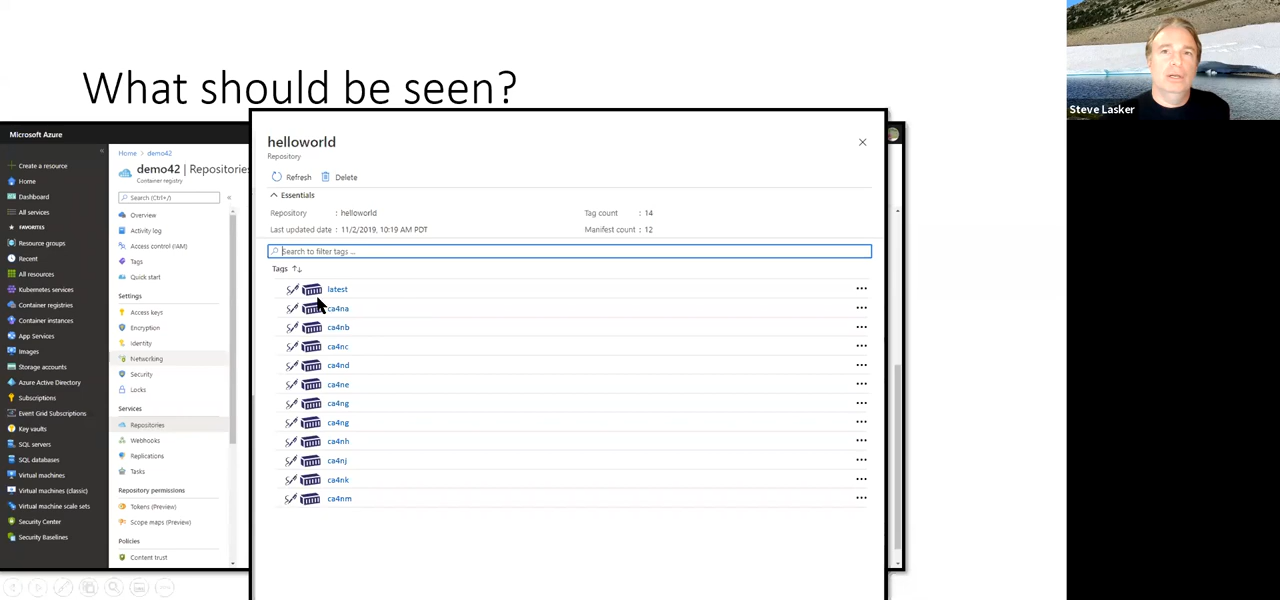 What should be seen?
Steve Lasker
Microsoft Azure
Create a resource
Home
Dashboard
All services
FAVORITES
Resource groups
Recent
All resources
Kubernetes services
Container registries
Container instances
App Services
Images
Storage accounts
Azure Active Directory
Subscriptions
Event Grid Subscriptions
Key vaults
SQL servers
SQL databases
Virtual machines
Virtual machines (classic)
Virtual machine scale sets
Security Center
Security Baselines
Home > demo42
demo42 | Repositories
Container registry
Search (Ctrl+/)
Overview
Activity log
Access control (IAM)
Tags
Quick start
Settings
Access keys
Encryption
Identity
Networking
Security
Locks
Services
Repositories
Webhooks
Replications
Tasks
Repository permissions
Tokens (Preview)
Scope maps (Preview)
Policies
Content trust
helloworld
Repository
Refresh Delete
Essentials
Repository : helloworld Tag count : 14
Last updated date : 11/2/2019, 10:19 AM PDT Manifest count : 12
Search to filter tags ...
Tags
latest
ca4na
ca4nb
ca4nc
ca4nd
ca4ne
ca4ng
ca4ng
ca4nh
ca4nj
ca4nk
ca4nm